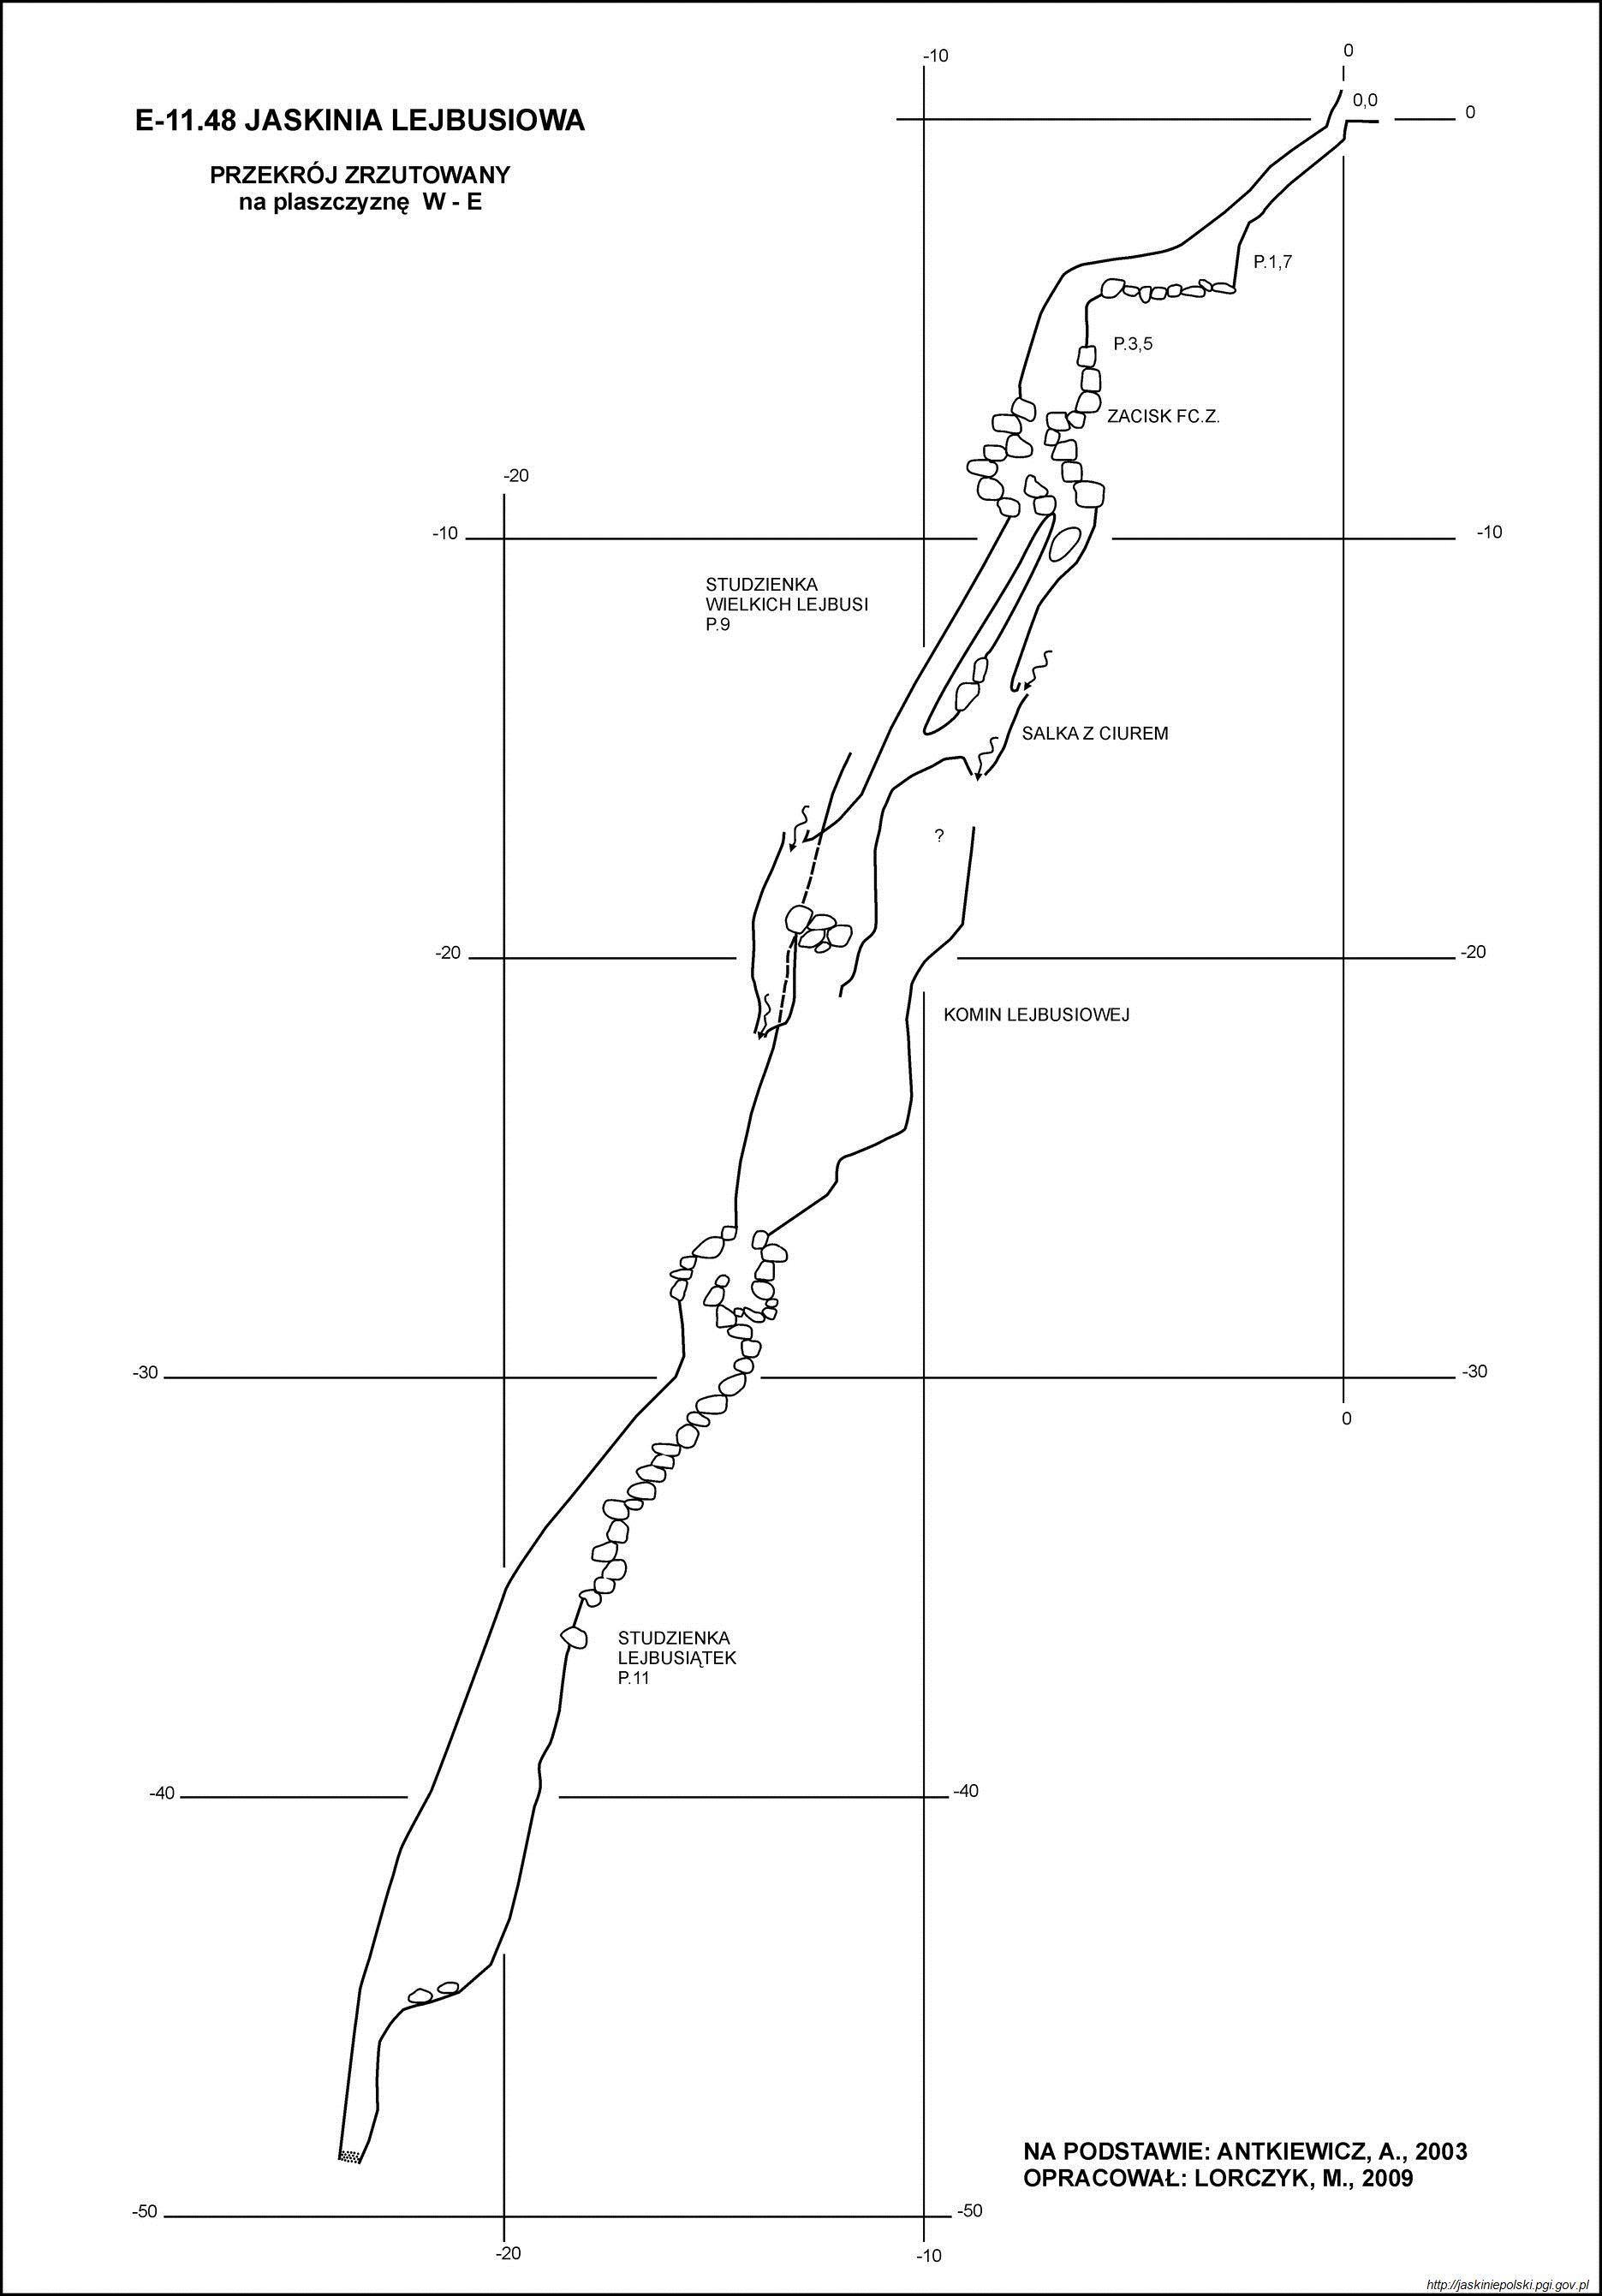 -10
0
0,0
0
E-11.48 JASKINIA LEJBUSIOWA
PRZEKRÓJ ZRZUTOWANY
na plaszczyznę W - E
P.1,7
P.3,5
ZACISK FC.Z.
-20
-10
-10
STUDZIENKA
WIELKICH LEJBUSI
P.9
SALKA Z CIUREM
?
-20
-20
KOMIN LEJBUSIOWEJ
-30
-30
0
STUDZIENKA
LEJBUSIĄTEK
P.11
-40
-40
NA PODSTAWIE: ANTKIEWICZ, A., 2003
OPRACOWAŁ: LORCZYK, M., 2009
-50
-50
-20
-10
http://jaskiniepolski.pgi.gov.pl